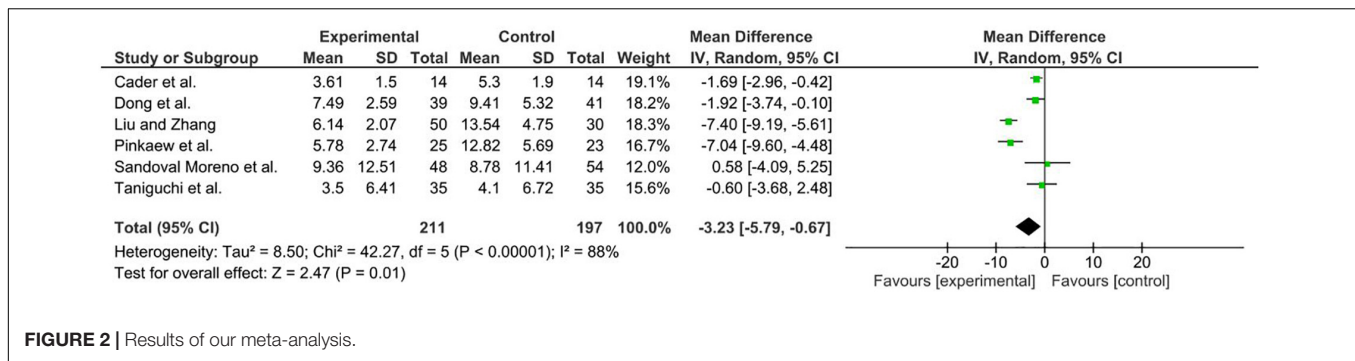 Experimental Control Mean Difference Mean Difference
Study or Subgroup Mean SD Total Mean SD Total Weight IV, Random, 95% CI IV, Random, 95% CI
Cader et al. 3.61 1.5 14 5.3 1.9 14 19.1% -1.69 [-2.96, -0.42]
Dong et al. 7.49 2.59 39 9.41 5.32 41 18.2% -1.92 [-3.74, -0.10]
Liu and Zhang 6.14 2.07 50 13.54 4.75 30 18.3% -7.40 [-9.19, -5.61]
Pinkaew et al. 5.78 2.74 25 12.82 5.69 23 16.7% -7.04 [-9.60, -4.48]
Sandoval Moreno et al. 9.36 12.51 48 8.78 11.41 54 12.0% 0.58 [-4.09, 5.25]
Taniguchi et al. 3.5 6.41 35 4.1 6.72 35 15.6% -0.60 [-3.68, 2.48]
Total (95% CI) 211 197 100.0% -3.23 [-5.79, -0.67]
Heterogeneity: Tau² = 8.50; Chi² = 42.27, df = 5 (P < 0.00001); I² = 88%
Test for overall effect: Z = 2.47 (P = 0.01)
-20 -10 0 10 20
Favours [experimental] Favours [control]
FIGURE 2 | Results of our meta-analysis.